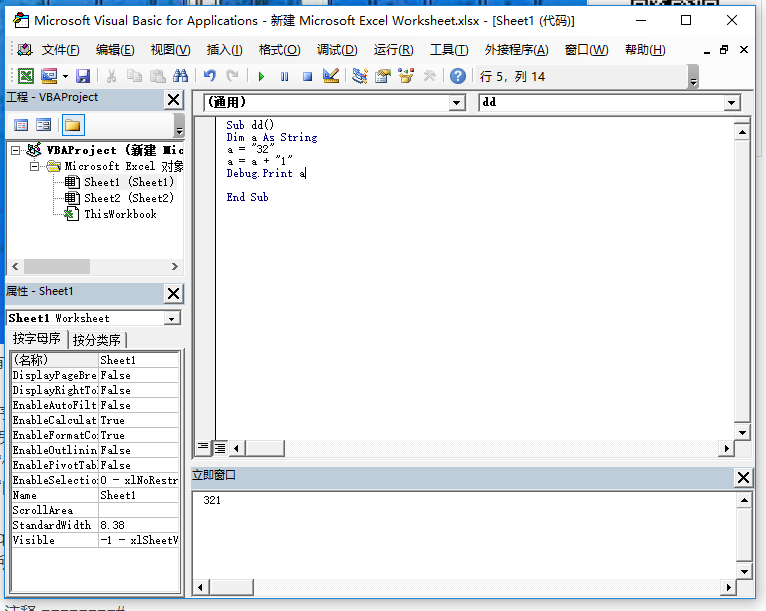 Microsoft Visual Basic for Applications - 新建 Microsoft Excel Worksheet.xlsx - [Sheet1 (代码)]
文件(F) 编辑(E) 视图(V) 插入(I) 格式(O) 调试(D) 运行(R) 工具(T) 外接程序(A) 窗口(W) 帮助(H)
行 5，列 14
工程 - VBAProject
VBAProject (新建 Mic
Microsoft Excel 对象
Sheet1 (Sheet1)
Sheet2 (Sheet2)
ThisWorkbook
属性 - Sheet1
Sheet1 Worksheet
按字母序 按分类序
(名称) Sheet1
DisplayPageBre False
DisplayRightTo False
EnableAutoFilt False
EnableCalculat True
EnableFormatCo True
EnableOutlinin False
EnablePivotTab False
EnableSelectio 0 - xlNoRestr
Name Sheet1
ScrollArea
StandardWidth 8.38
Visible -1 - xlSheetV
(通用) dd
Sub dd()
Dim a As String
a = "32"
a = a + "1"
Debug.Print a
End Sub
立即窗口
321
注释 ========#